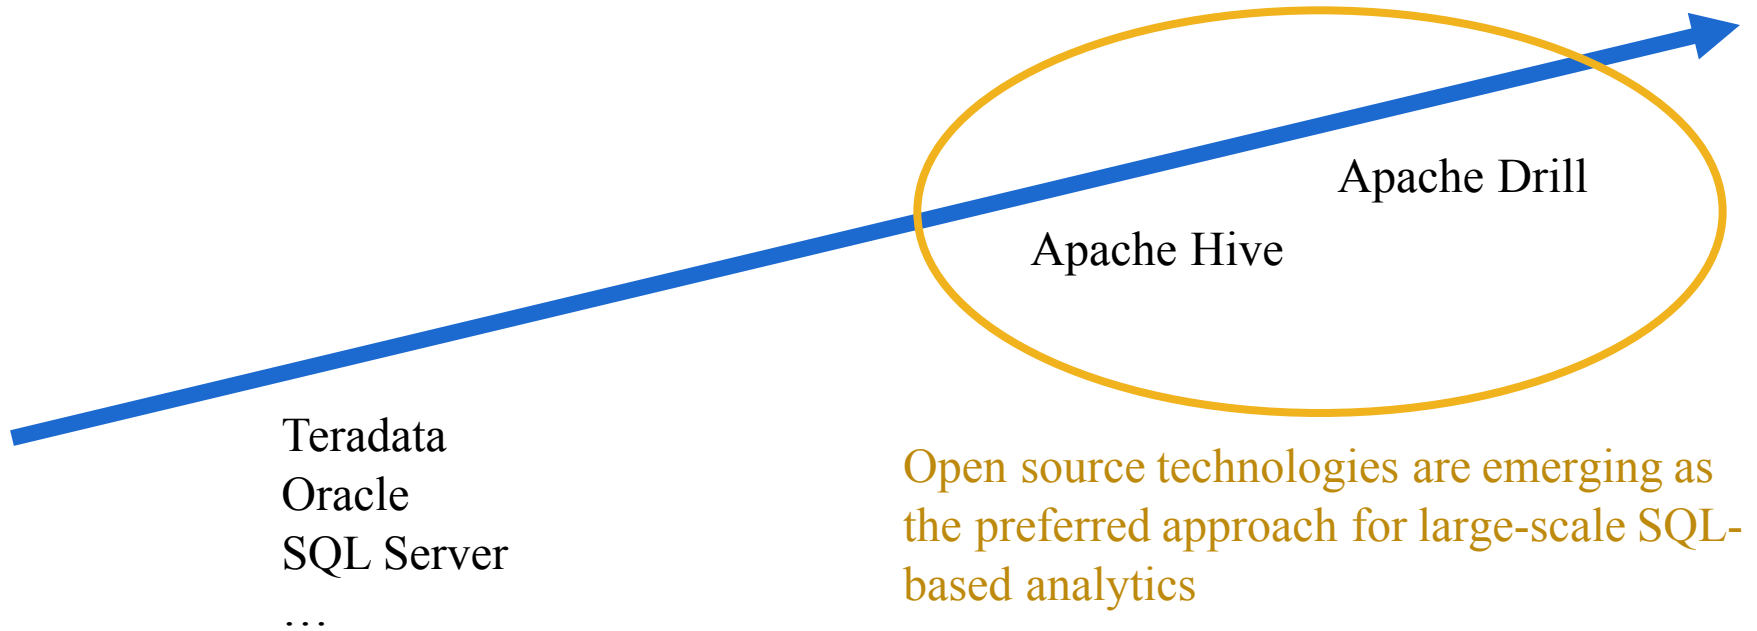 Apache Drill
Apache Hive
Teradata
Oracle
SQL Server
…
Open source technologies are emerging as
the preferred approach for large-scale SQL-
based analytics